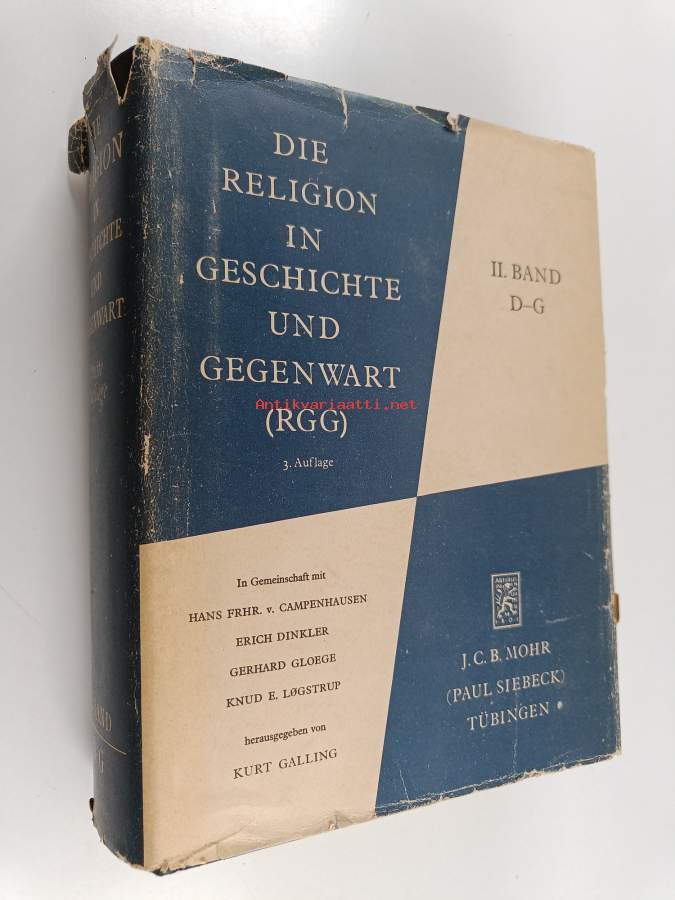 DIE
RELIGION
IN
GESCHICHTE
UND
GEGENWART
(RGG)
3. Auflage
II. BAND
D–G
In Gemeinschaft mit
HANS FRHR. v. CAMPENHAUSEN
ERICH DINKLER
GERHARD GLOEGE
KNUD E. LØGSTRUP
herausgegeben von
KURT GALLING
J. C. B. MOHR
(PAUL SIEBECK)
TÜBINGEN
Antikvariaatti.net
UND